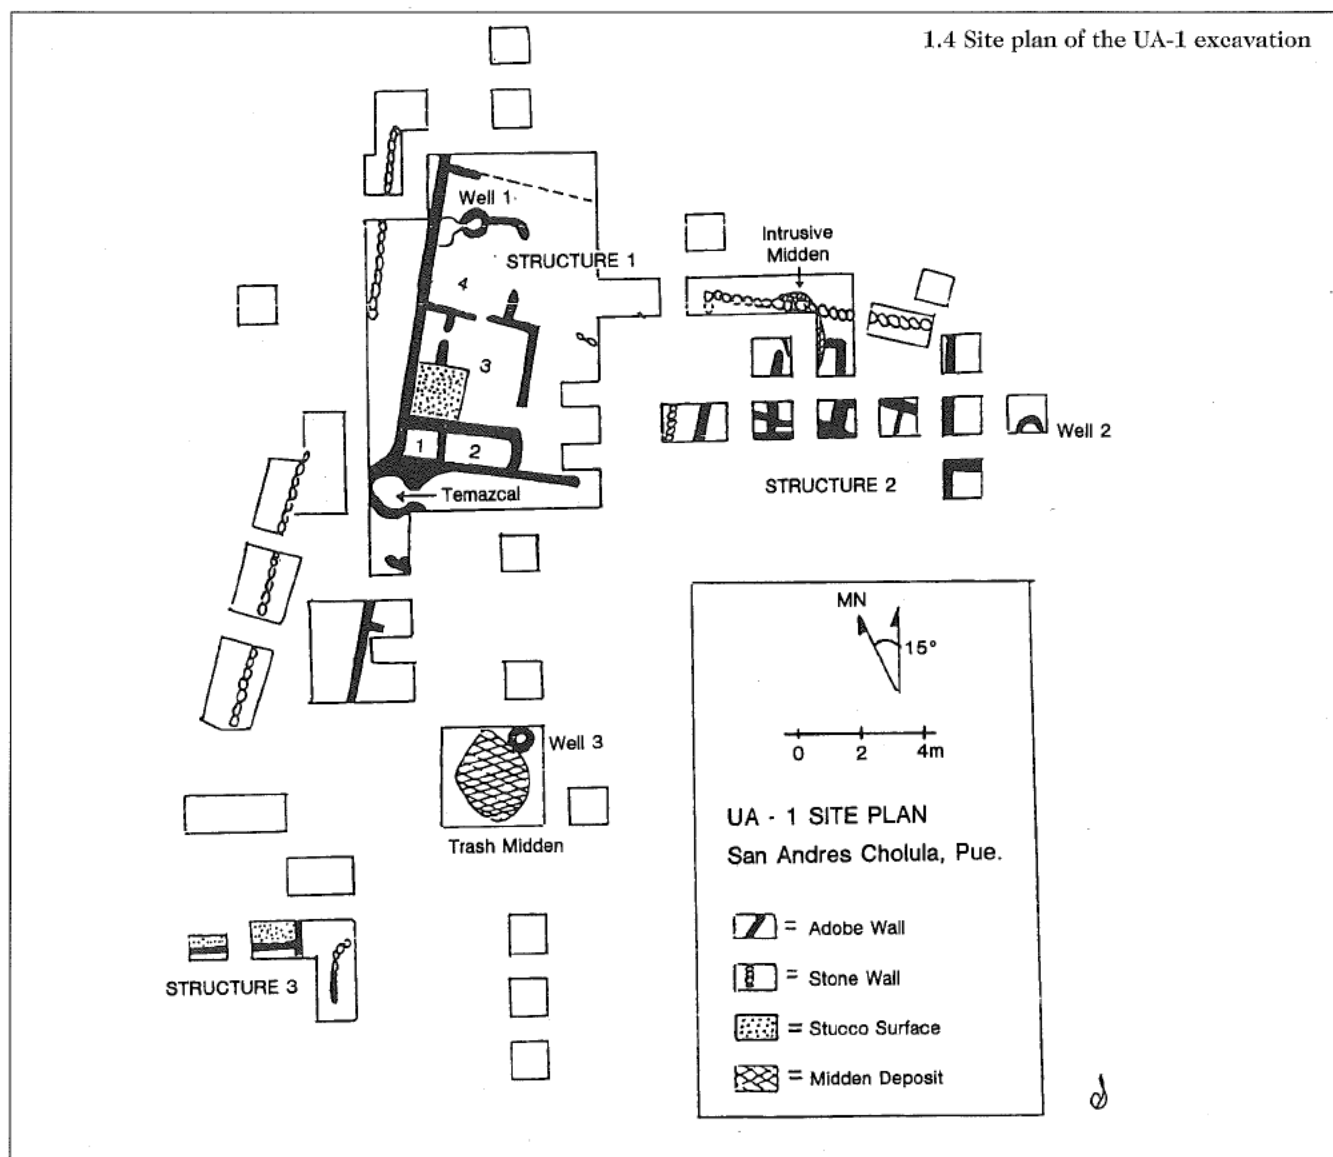 1.4 Site plan of the UA-1 excavation
Well 1
STRUCTURE 1
4
3
1
2
Temazcal
Intrusive
Midden
Well 2
STRUCTURE 2
Well 3
Trash Midden
STRUCTURE 3
MN
15°
0 2 4m
UA - 1 SITE PLAN
San Andres Cholula, Pue.
= Adobe Wall
= Stone Wall
= Stucco Surface
= Midden Deposit